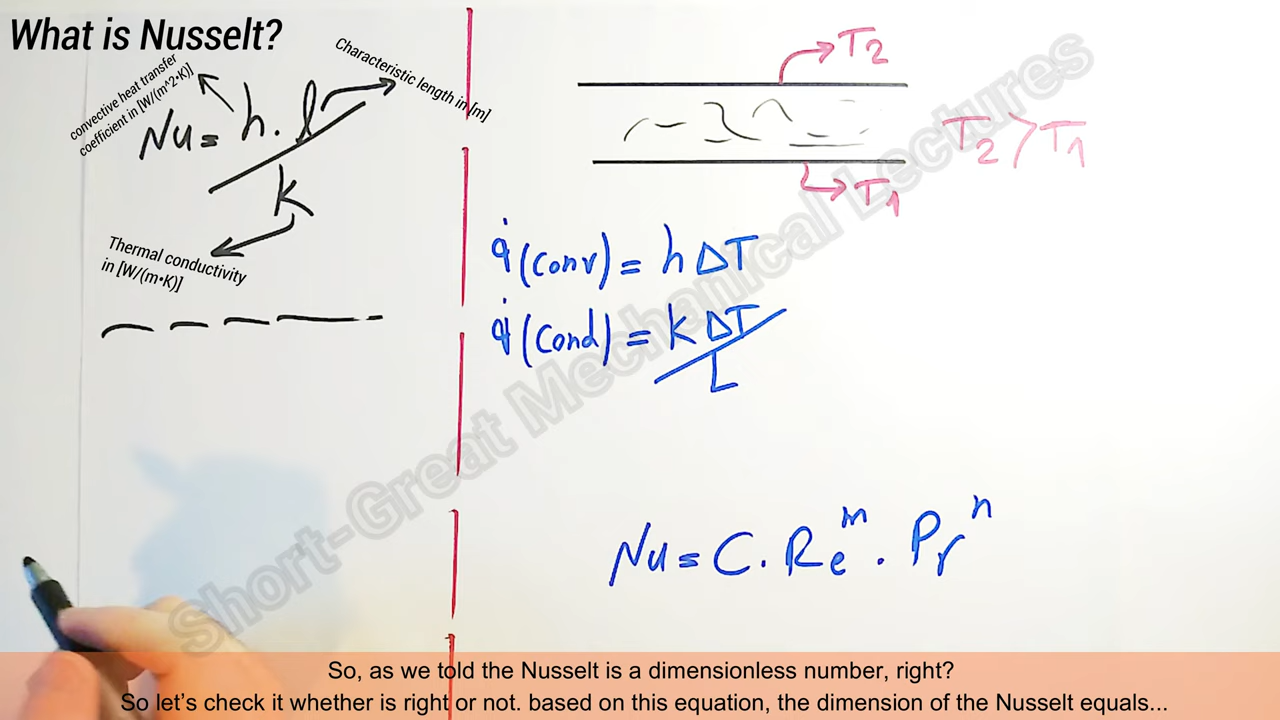 What is Nusselt?
convective heat transfer
coefficient in [W/(m^2•K)]
Characteristic length in [m]
Nu = h. l
k
Thermal conductivity
in [W/(m•K)]
T2
T1
T2 > T1
q̇ (Conv) = h ΔT
q̇ (Cond) = k ΔT
L
Nu = C. Re^m . Pr^n
Short-Great Mechanical Lectures
So, as we told the Nusselt is a dimensionless number, right?
So let's check it whether is right or not. based on this equation, the dimension of the Nusselt equals...